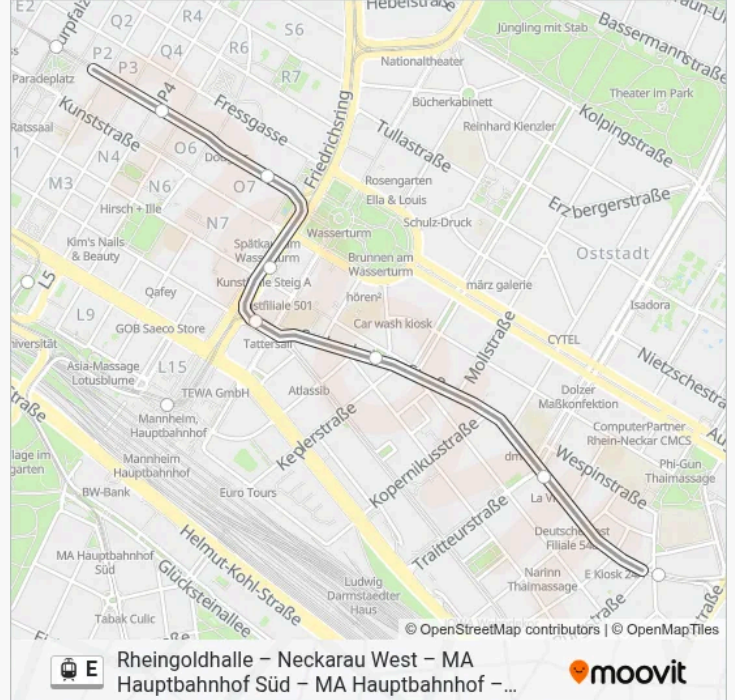 E2
Q2
R4
S6
Hebelstraße
Jüngling mit Stab
Bassermannstraße
P2
P3
Q4
R6
R7
Nationaltheater
Paradeplatz
P4
Bücherkabinett
Theater im Park
Kunststraße
Fressgasse
Friedrichsring
Reinhard Kienzler
Kolpingstraße
Ratssaal
Tullastraße
N4
O6
M3
N6
O7
Rosengarten
Ella & Louis
Erzbergerstraße
Hirsch + Ille
N7
Schulz-Druck
Wasserturm
Kim's Nails
& Beauty
Brunnen am
Wasserturm
Oststadt
L5
Qafey
hören²
märz galerie
Isadora
L9
GOB Saeco Store
Car wash kiosk
Tattersall
CYTEL
Mollstraße
Nietzschestra
Asia-Massage
Lotusblume
L15
TEWA GmbH
Atlassib
Dolzer
Maßkonfektion
Mannheim,
Hauptbahnhof
Keplerstraße
Kopernikusstraße
ComputerPartner
Rhein-Neckar CMCS
Mannheim
Hauptbahnhof
dm
Wespinstraße
Phi-Gun
Thaimassage
BW-Bank
Euro Tours
Traitteurstraße
MA Hauptbahnhof
Süd
Helmut-Kohl-Straße
Glücksteinallee
Narinn
Thaimassage
E Kiosk 24
Ludwig
Darmstaedter
Haus
Tabak Culic
© OpenStreetMap contributors | © OpenMapTiles
E
Rheingoldhalle – Neckarau West – MA
Hauptbahnhof Süd – MA Hauptbahnhof –...
moovit